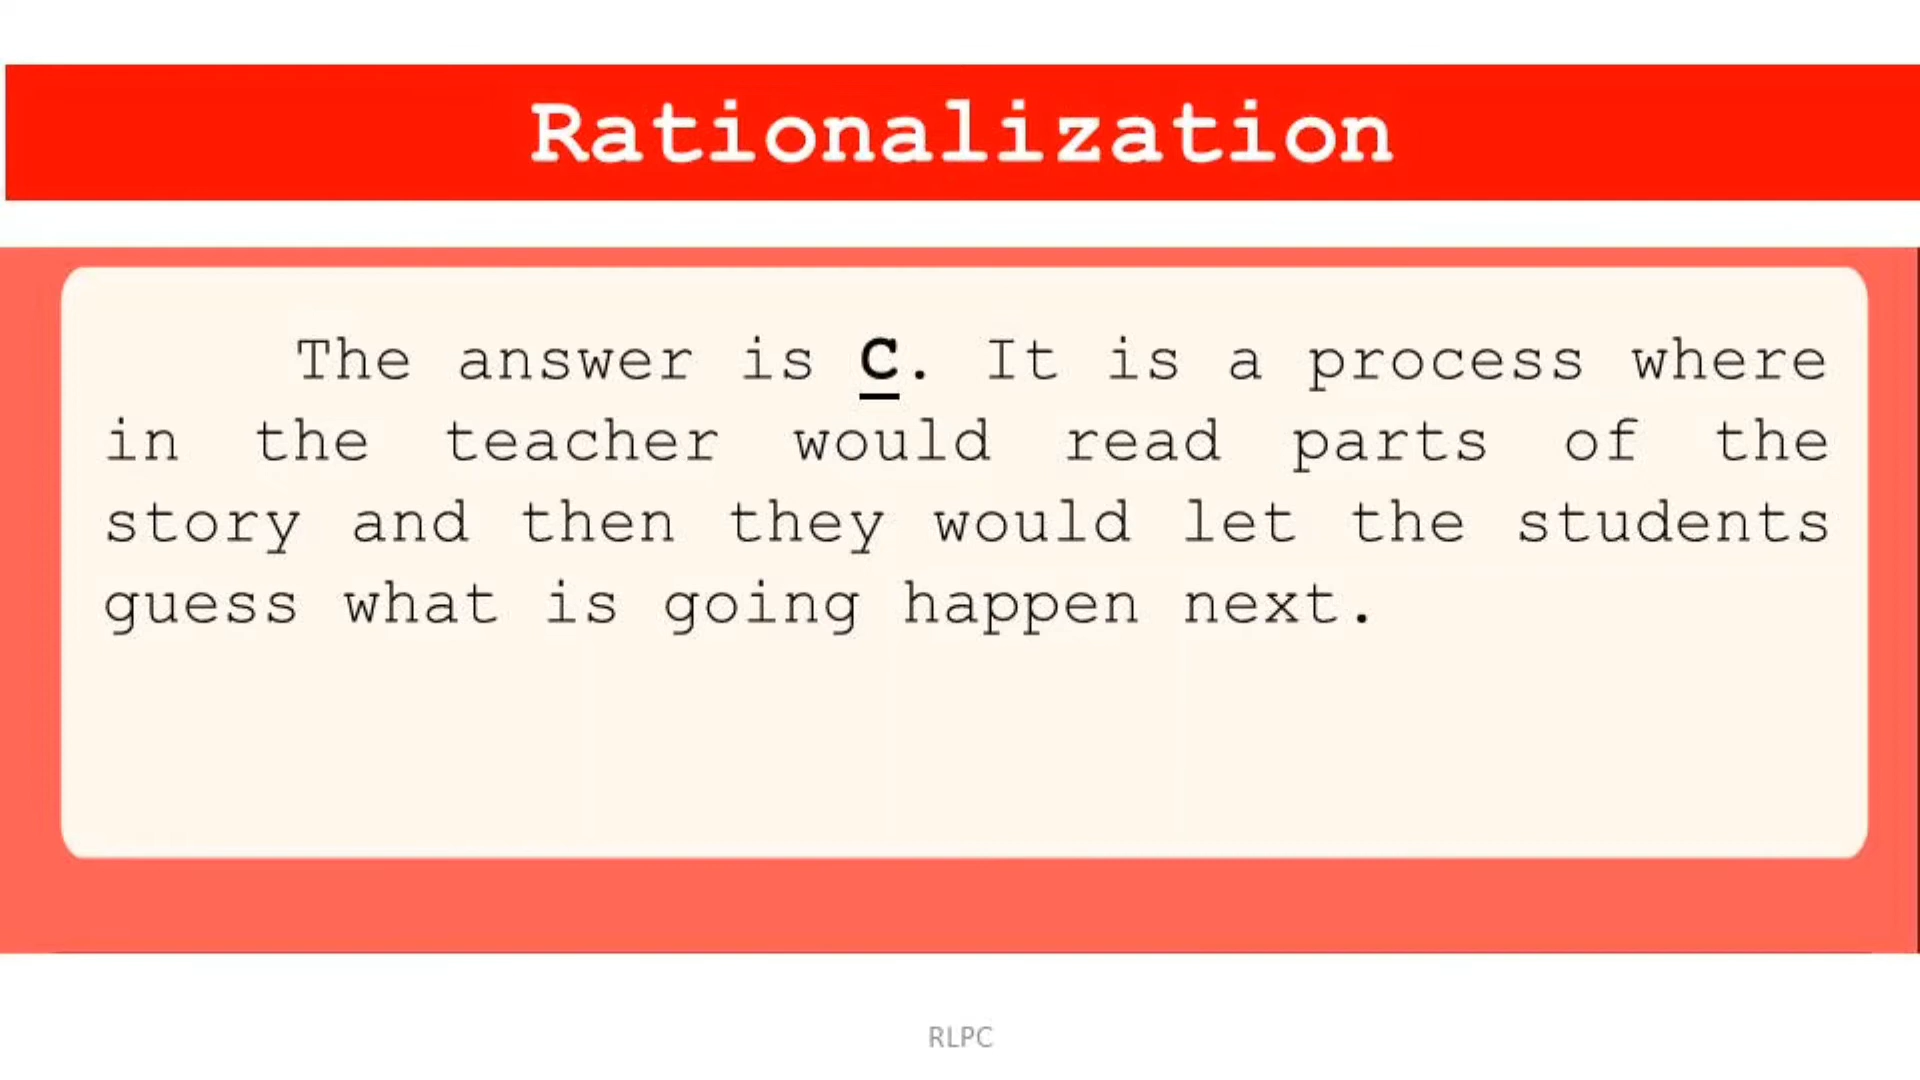 Rationalization
The answer is C. It is a process where
in the teacher would read parts of the
story and then they would let the students
guess what is going happen next.
RLPC